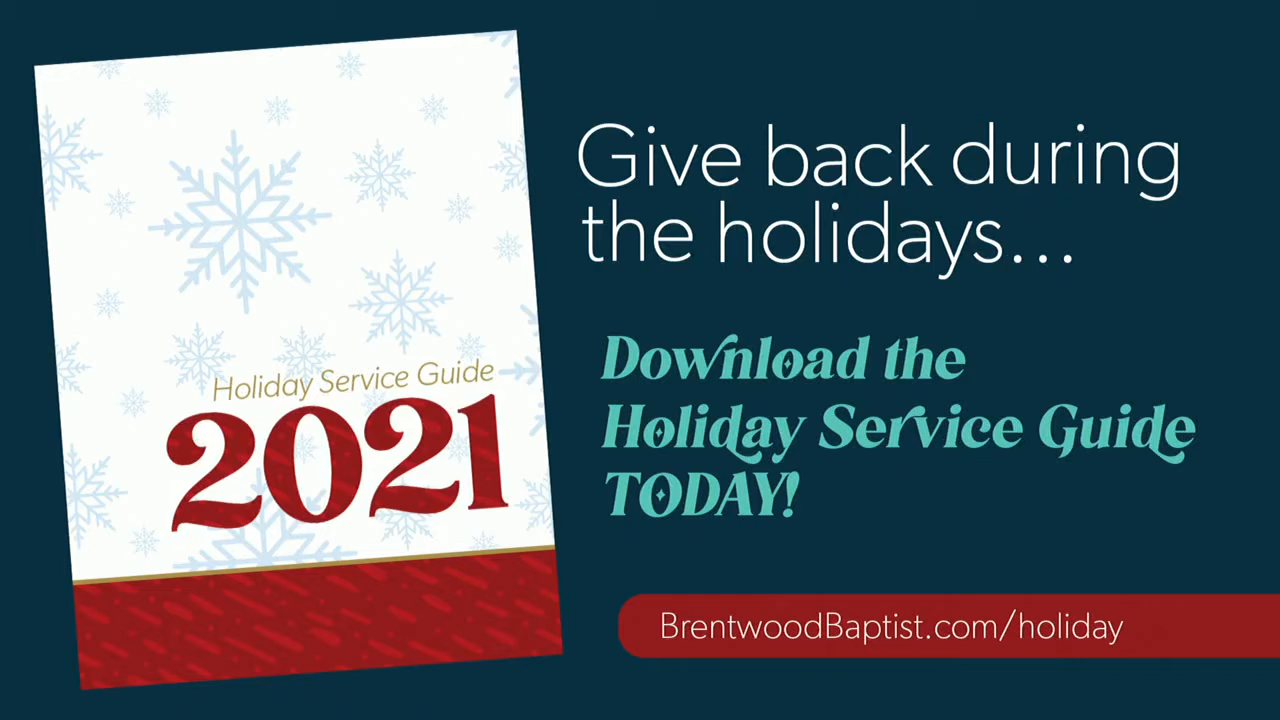 Holiday Service Guide
2021
Give back during
the holidays...
Download the
Holiday Service Guide
TODAY!
BrentwoodBaptist.com/holiday